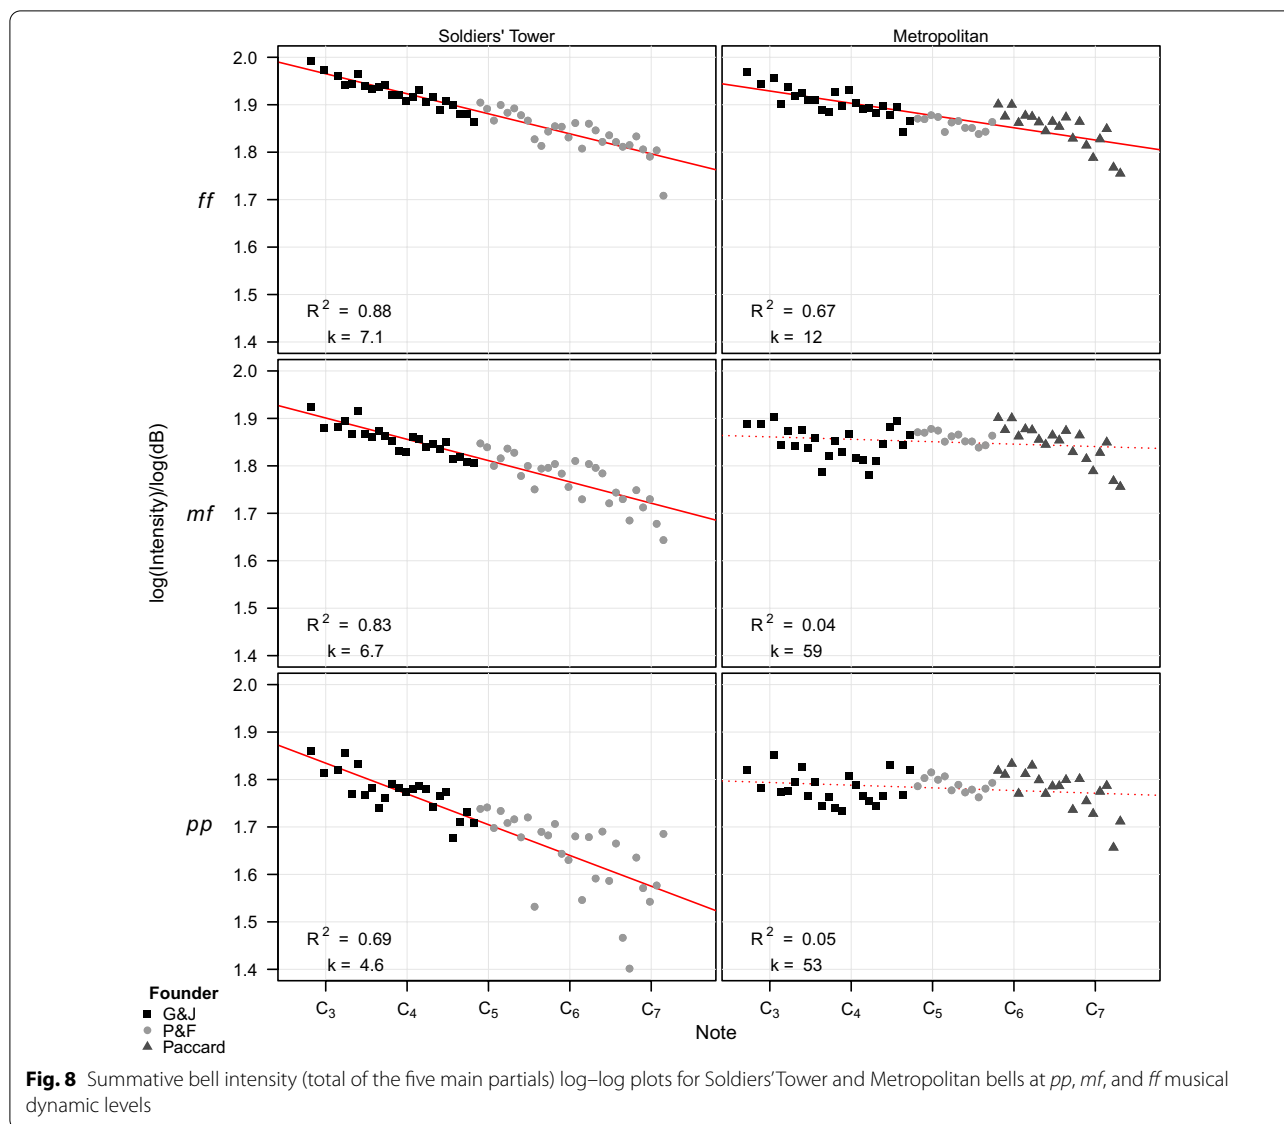 Soldiers' Tower
Metropolitan
2.0
1.9
1.8
1.7
1.6
1.5
1.4
ff
R2 = 0.88
k = 7.1
R2 = 0.67
k = 12
2.0
1.9
1.8
1.7
1.6
1.5
1.4
mf
log(Intensity)/log(dB)
R2 = 0.83
k = 6.7
R2 = 0.04
k = 59
2.0
1.9
1.8
1.7
1.6
1.5
1.4
pp
R2 = 0.69
k = 4.6
R2 = 0.05
k = 53
C3 C4 C5 C6 C7
C3 C4 C5 C6 C7
Note
Founder
G&J
P&F
Paccard
Fig. 8 Summative bell intensity (total of the five main partials) log–log plots for Soldiers' Tower and Metropolitan bells at pp, mf, and ff musical
dynamic levels